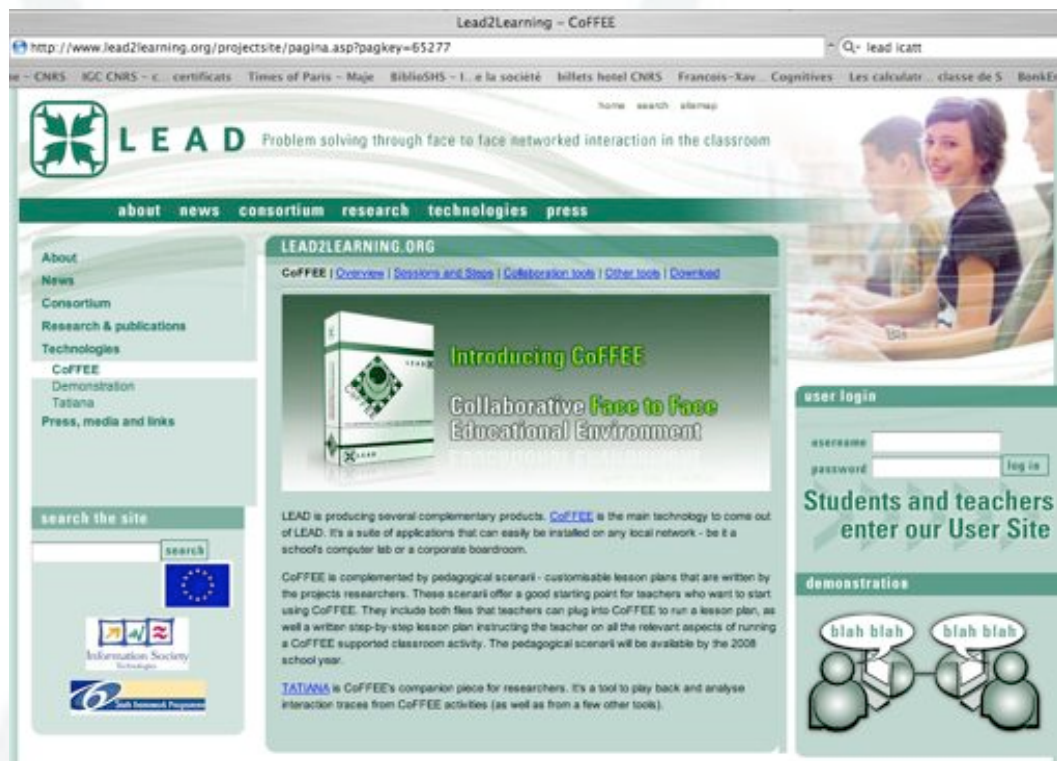 Lead2Learning – CoFFEE
http://www.lead2learning.org/projectsite/pagina.asp?pagkey=65277
lead icatt
ne – CNRS IGC CNRS – c... certificats Times of Paris – Maje BiblioSHS – l... e la société billets hotel CNRS Francois-Xav... Cognitives Les calculatr... classe de S
home search sitemap
LEAD
Problem solving through face to face networked interaction in the classroom
about news consortium research technologies press
About
News
Consortium
Research & publications
Technologies
CoFFEE
Demonstration
Tatiana
Press, media and links
search the site
search
Information Society
Technologies
6
Sixth Framework Programme
LEAD2LEARNING.ORG
CoFFEE | Overview | Sessions and Steps | Collaboration tools | Other tools | Download
LEAD
CoFFEE
LEAD
Introducing CoFFEE
Collaborative Face to Face
Educational Environment
LEAD is producing several complementary products. CoFFEE is the main technology to come out
of LEAD. It's a suite of applications that can easily be installed on any local network - be it a
school's computer lab or a corporate boardroom.
CoFFEE is complemented by pedagogical scenarii - customisable lesson plans that are written by
the projects researchers. These scenarii offer a good starting point for teachers who want to start
using CoFFEE. They include both files that teachers can plug into CoFFEE to run a lesson plan, as
well a written step-by-step lesson plan instructing the teacher on all the relevant aspects of running
a CoFFEE supported classroom activity. The pedagogical scenarii will be available by the 2008
school year.
TATIANA is CoFFEE's companion piece for researchers. It's a tool to play back and analyse
interaction traces from CoFFEE activities (as well as from a few other tools).
user login
username
password
log in
Students and teachers
enter our User Site
demonstration
blah blah
blah blah